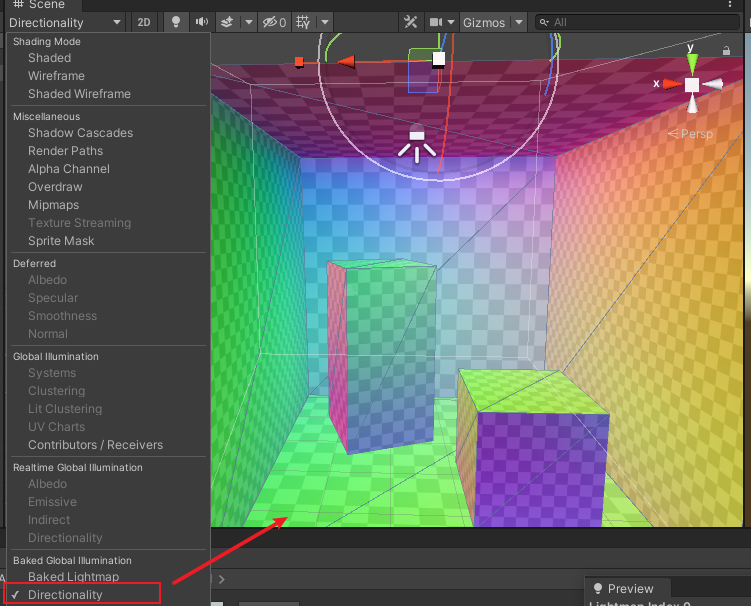 Scene
Directionality 2D 0 Gizmos All
Shading Mode
Shaded
Wireframe
Shaded Wireframe
Miscellaneous
Shadow Cascades
Render Paths
Alpha Channel
Overdraw
Mipmaps
Texture Streaming
Sprite Mask
Deferred
Albedo
Specular
Smoothness
Normal
Global Illumination
Systems
Clustering
Lit Clustering
UV Charts
Contributors / Receivers
Realtime Global Illumination
Albedo
Emissive
Indirect
Directionality
Baked Global Illumination
Baked Lightmap
✓ Directionality
y
x
Persp
Preview
Lightmap Index 0